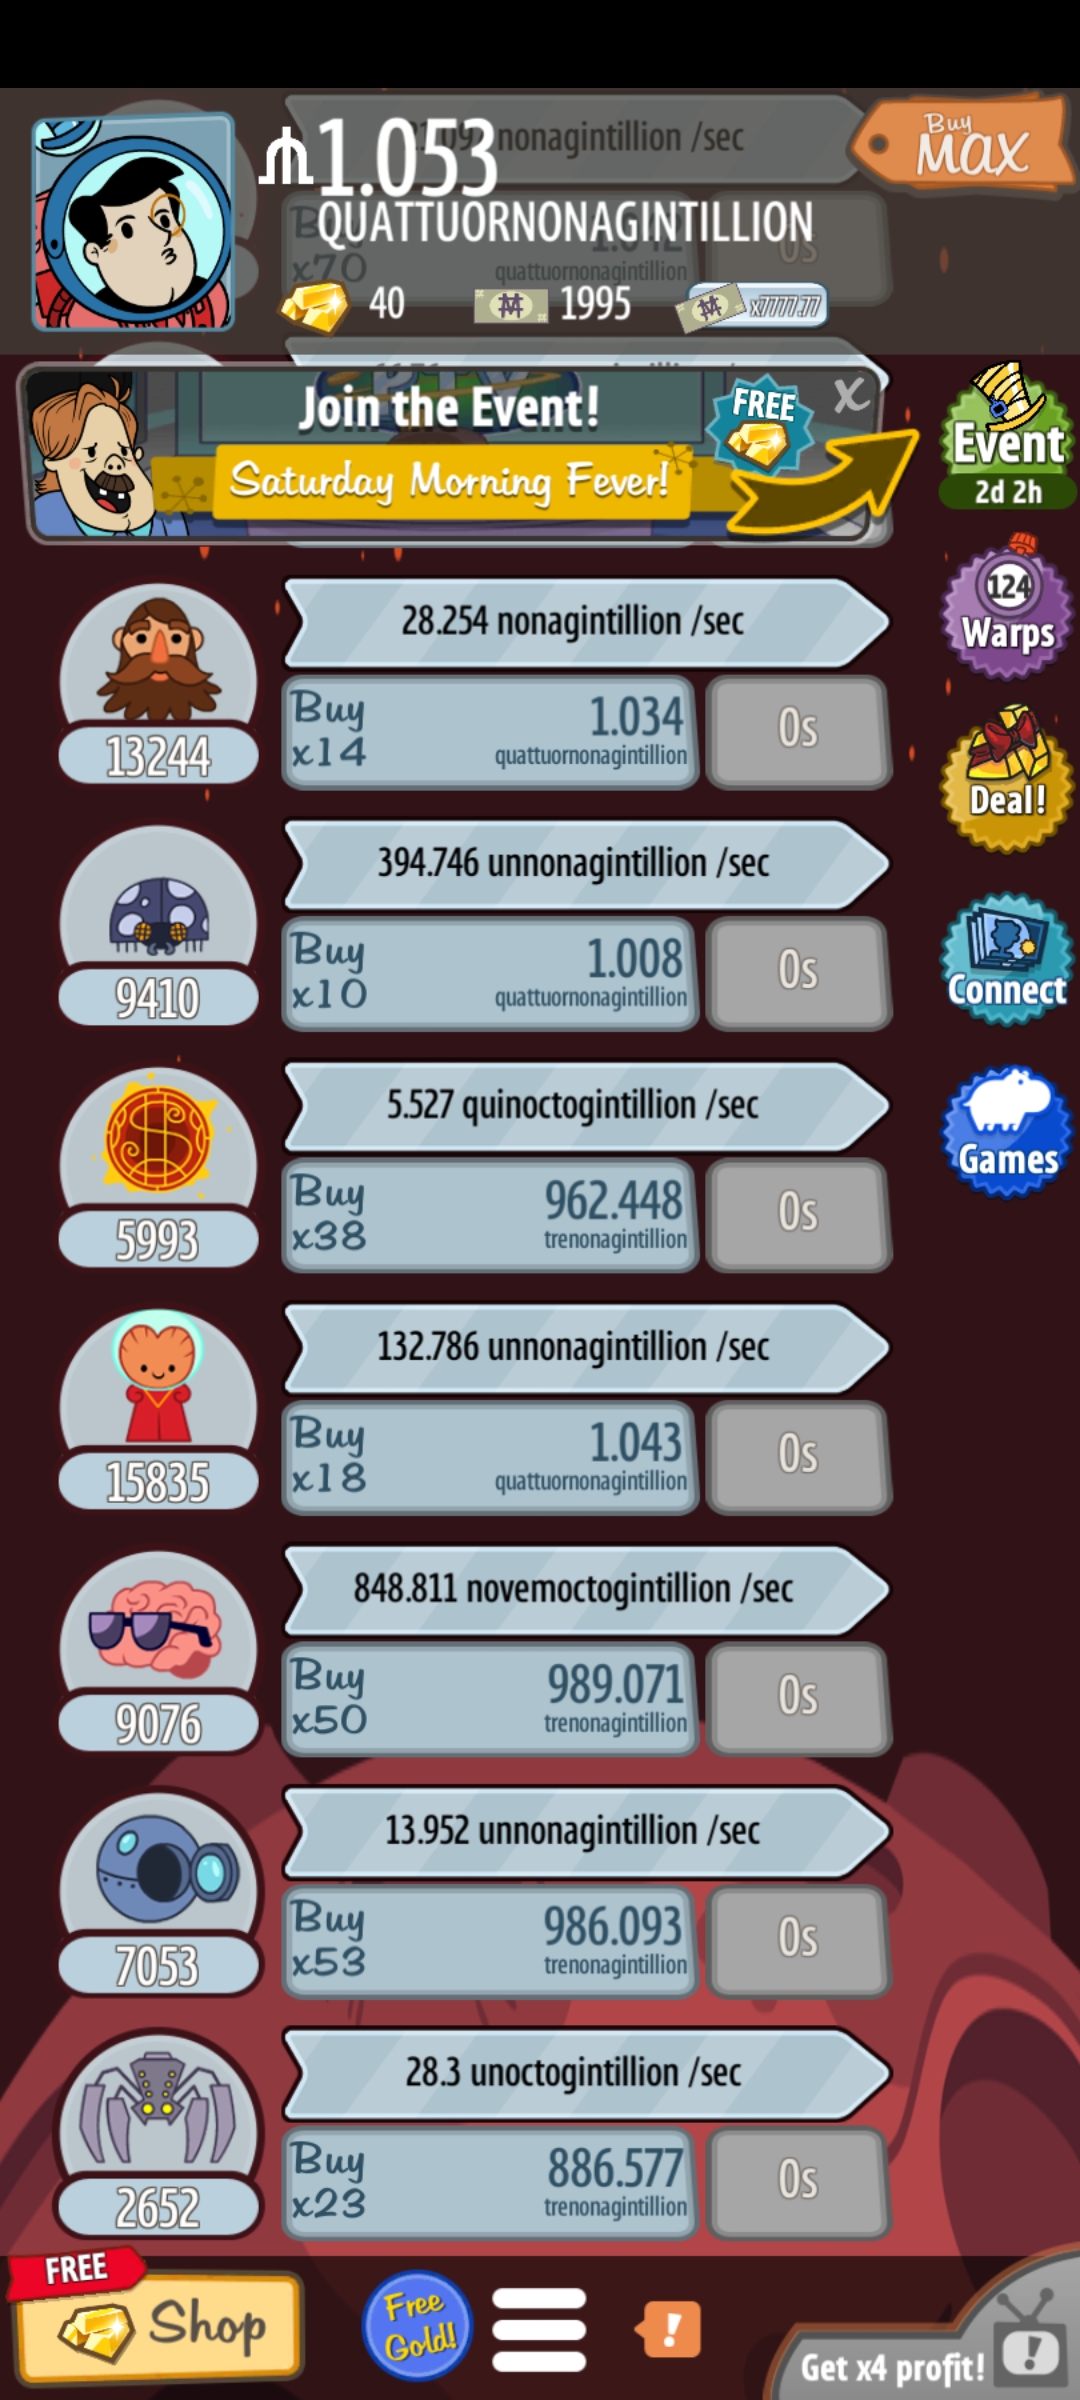 nonagintillion /sec
Buy
MAX
1.053
QUATTUORNONAGINTILLION
x70
quattuornonagintillion
0s
40
1995
x7777.77
Join the Event!
FREE
X
Saturday Morning Fever!
Event
2d 2h
124
Warps
Deal!
Connect
Games
28.254 nonagintillion /sec
Buy
x14
1.034
quattuornonagintillion
0s
13244
394.746 unnonagintillion /sec
Buy
x10
1.008
quattuornonagintillion
0s
9410
5.527 quinoctogintillion /sec
Buy
x38
962.448
trenonagintillion
0s
5993
132.786 unnonagintillion /sec
Buy
x18
1.043
quattuornonagintillion
0s
15835
848.811 novemoctogintillion /sec
Buy
x50
989.071
trenonagintillion
0s
9076
13.952 unnonagintillion /sec
Buy
x53
986.093
trenonagintillion
0s
7053
28.3 unoctogintillion /sec
Buy
x23
886.577
trenonagintillion
0s
2652
FREE
Shop
Free
Gold!
!
Get x4 profit!
!